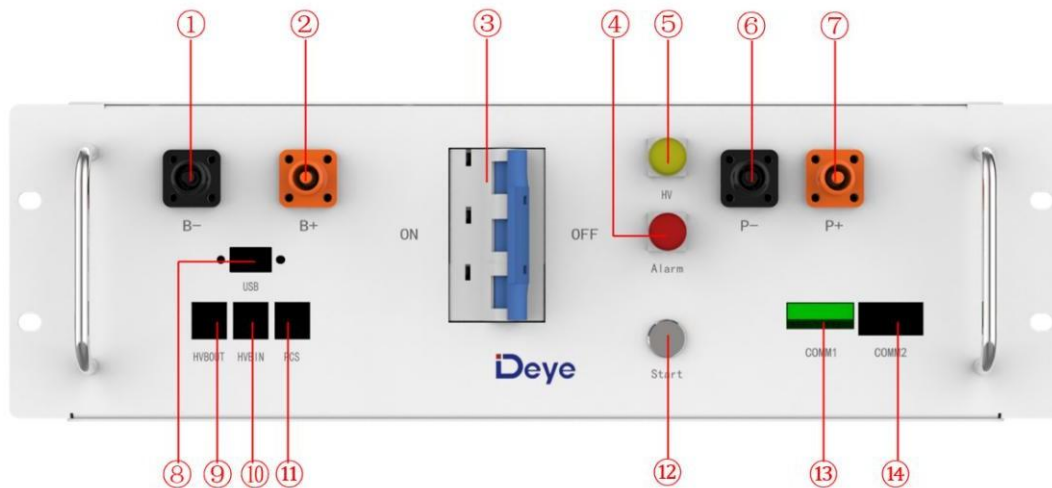 ① ② ③ ④ ⑤ ⑥ ⑦
B- B+ HV P- P+
ON OFF
Alarm
USB
HVBOUT HVBIN PCS
Deye
Start
COMM1 COMM2
⑧ ⑨ ⑩ ⑪ ⑫ ⑬ ⑭